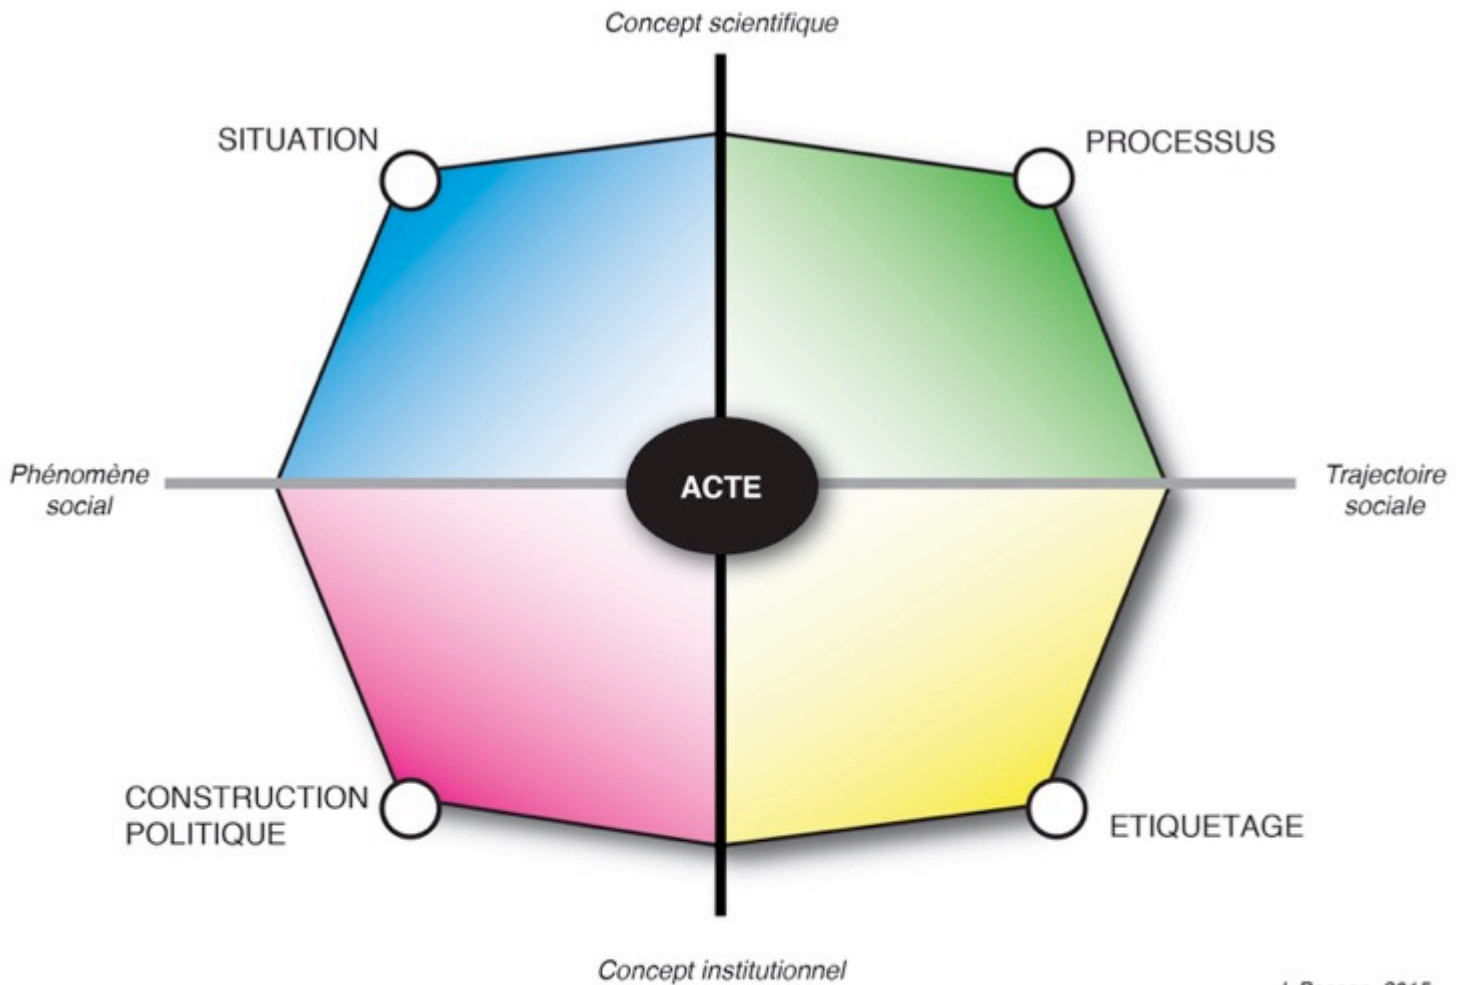 Concept scientifique
SITUATION
PROCESSUS
Phénomène
social
ACTE
Trajectoire
sociale
CONSTRUCTION
POLITIQUE
ETIQUETAGE
Concept institutionnel